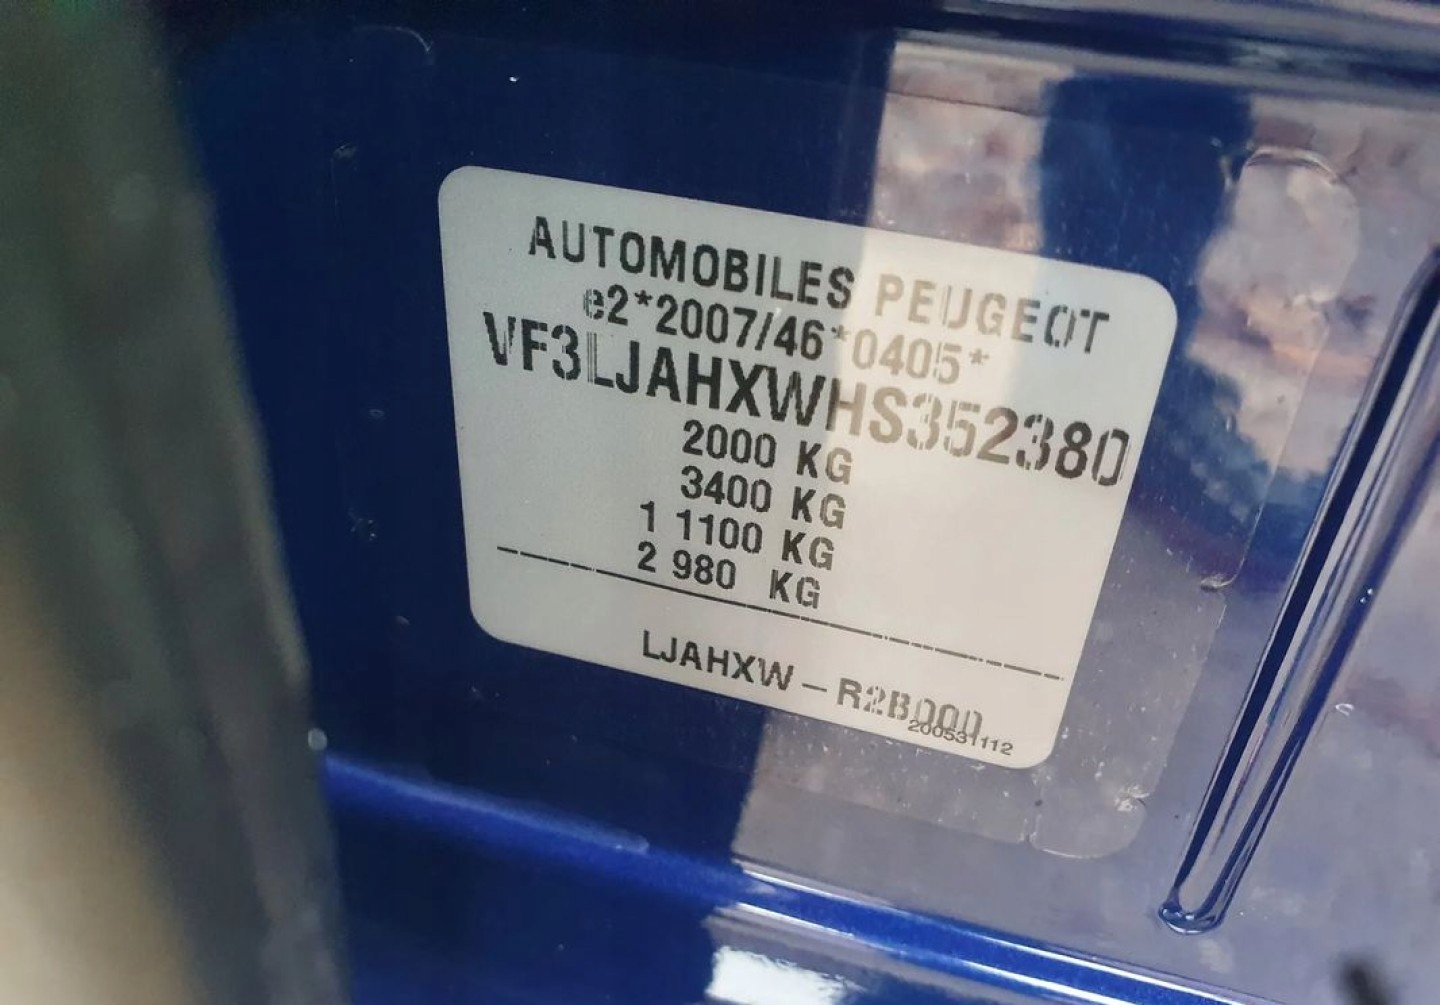 AUTOMOBILES PEUGEOT
e2*2007/46*0405*
VF3LJAHXWHS352380
2000 KG
3400 KG
1 1100 KG
2 980 KG
LJAHXW – R2B000
200531112